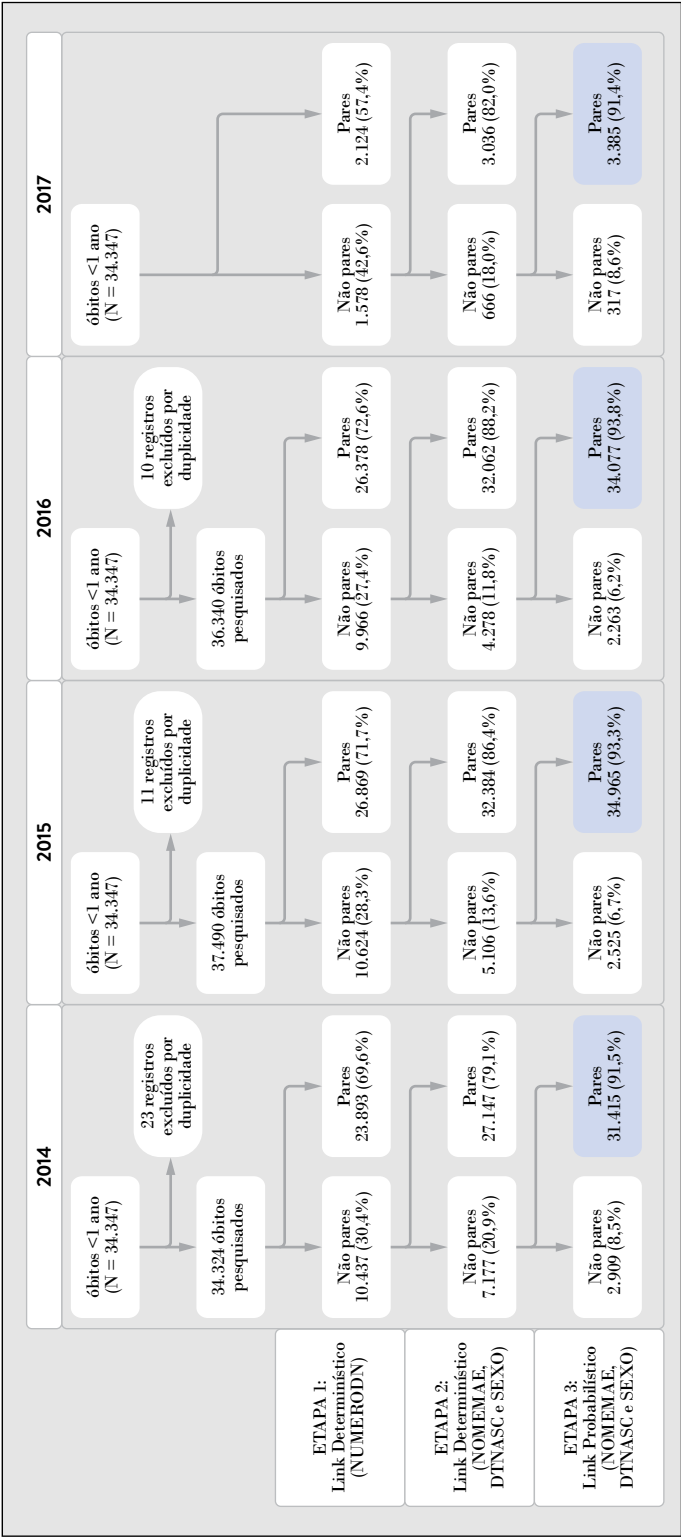 2014
óbitos <1 ano
(N = 34.347)
23 registros
excluídos por
duplicidade
34.324 óbitos
pesquisados
Não pares
10.437 (30,4%)
Pares
23.893 (69,6%)
Não pares
7.177 (20,9%)
Pares
27.147 (79,1%)
Não pares
2.909 (8,5%)
Pares
31.415 (91,5%)
2015
óbitos <1 ano
(N = 34.347)
11 registros
excluídos por
duplicidade
37.490 óbitos
pesquisados
Não pares
10.624 (28,3%)
Pares
26.869 (71,7%)
Não pares
5.106 (13,6%)
Pares
32.384 (86,4%)
Não pares
2.525 (6,7%)
Pares
34.965 (93,3%)
2016
óbitos <1 ano
(N = 34.347)
10 registros
excluídos por
duplicidade
36.340 óbitos
pesquisados
Não pares
9.966 (27,4%)
Pares
26.378 (72,6%)
Não pares
4.278 (11,8%)
Pares
32.062 (88,2%)
Não pares
2.263 (6,2%)
Pares
34.077 (93,8%)
2017
óbitos <1 ano
(N = 34.347)
Não pares
1.578 (42,6%)
Pares
2.124 (57,4%)
Não pares
666 (18,0%)
Pares
3.036 (82,0%)
Não pares
317 (8,6%)
Pares
3.385 (91,4%)
ETAPA 1:
Link Determinístico
(NUMERODN)
ETAPA 2:
Link Determinístico
(NOMEMAE,
DTNASC e SEXO)
ETAPA 3:
Link Probabilístico
(NOMEMAE,
DTNASC e SEXO)